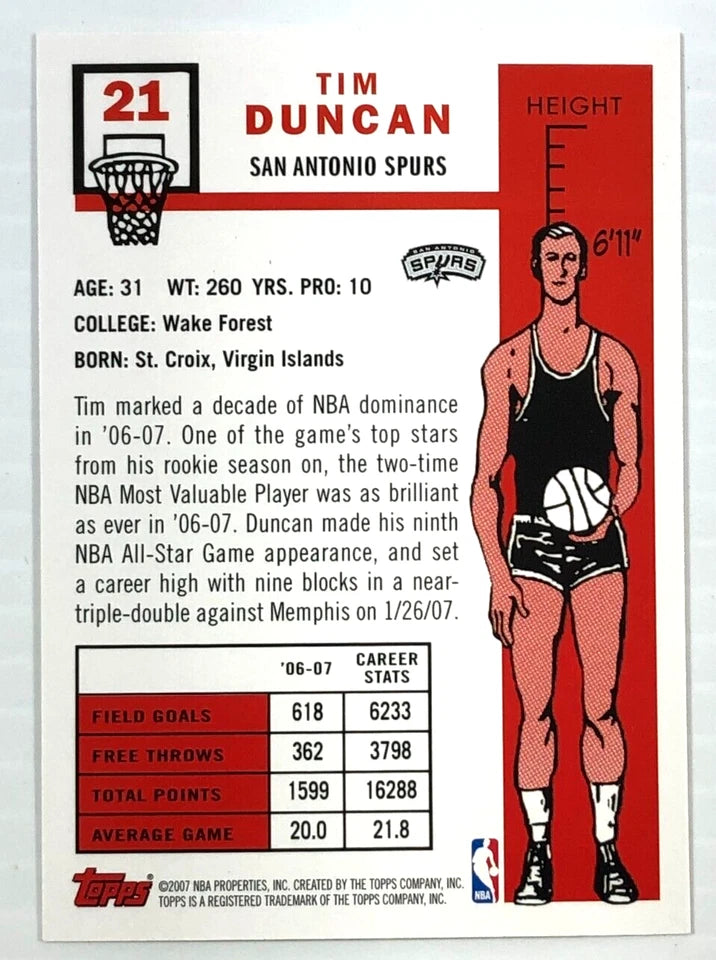 21
TIM
DUNCAN
SAN ANTONIO SPURS
HEIGHT
6'11"
SAN ANTONIO
SPURS
AGE: 31 WT: 260 YRS. PRO: 10
COLLEGE: Wake Forest
BORN: St. Croix, Virgin Islands
Tim marked a decade of NBA dominance
in '06-07. One of the game's top stars
from his rookie season on, the two-time
NBA Most Valuable Player was as brilliant
as ever in '06-07. Duncan made his ninth
NBA All-Star Game appearance, and set
a career high with nine blocks in a near-
triple-double against Memphis on 1/26/07.
'06-07 CAREER STATS
FIELD GOALS 618 6233
FREE THROWS 362 3798
TOTAL POINTS 1599 16288
AVERAGE GAME 20.0 21.8
Topps®
©2007 NBA PROPERTIES, INC. CREATED BY THE TOPPS COMPANY, INC.
TOPPS IS A REGISTERED TRADEMARK OF THE TOPPS COMPANY, INC.
NBA